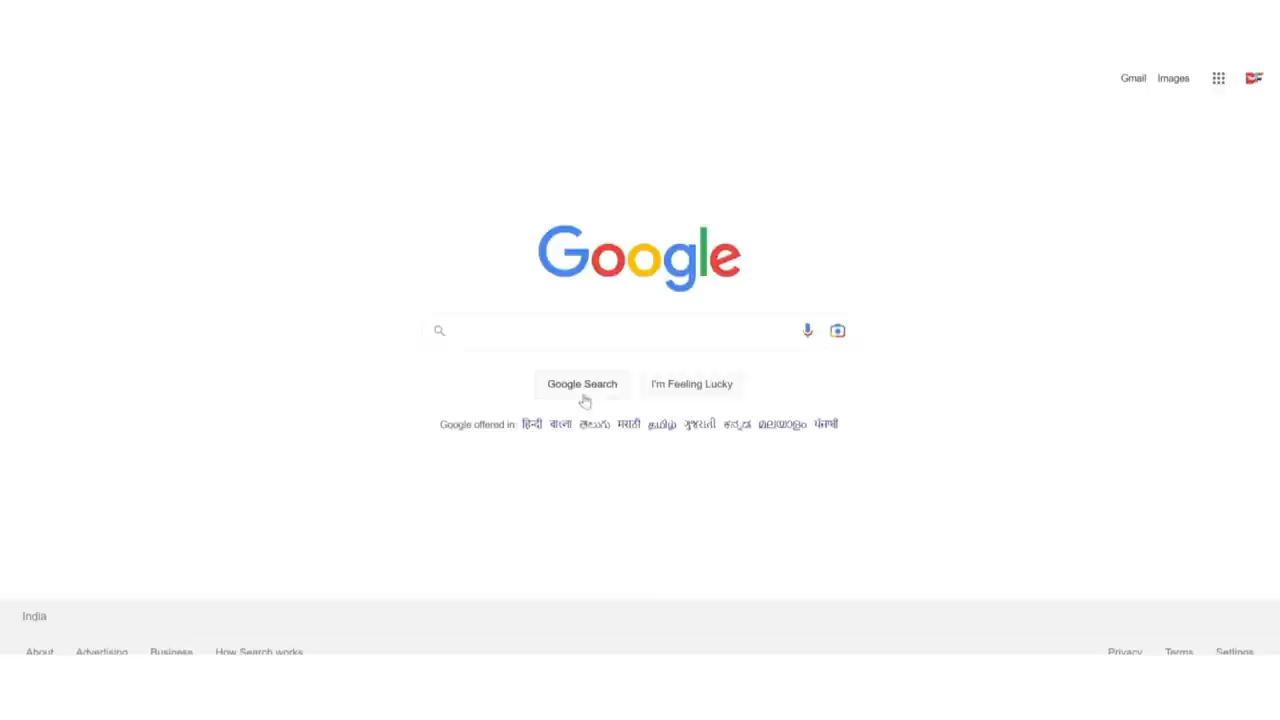 Gmail Images
Google
Google Search I'm Feeling Lucky
Google offered in: हिन्दी বাংলা తెలుగు मराठी தமிழ் ગુજરાતી ಕನ್ನಡ മലയാളം ਪੰਜਾਬੀ
India
About Advertising Business How Search works Privacy Terms Settings